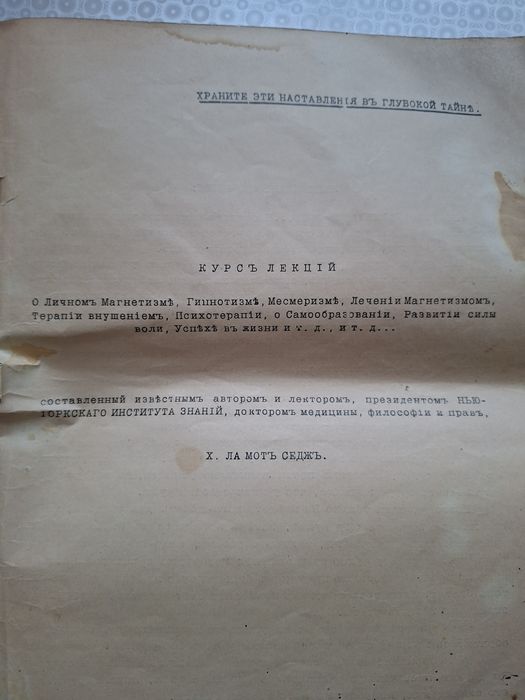 ХРАНИТЕ ЭТИ НАСТАВЛЕНІЯ ВЪ ГЛУБОКОЙ ТАЙНѢ.
КУРСЪ ЛЕКЦІЙ
О Личномъ Магнетизмѣ, Гипнотизмѣ, Месмеризмѣ, Леченіи Магнетизмомъ,
Терапіи внушеніемъ, Психотерапіи, о Самообразованіи, Развитіи силы
воли, Успѣхѣ въ жизни и т. д., и т. д...
составленный извѣстнымъ авторомъ и лекторомъ, президентомъ НЬЮ-
ІОРКСКАГО ИНСТИТУТА ЗНАНІЙ, докторомъ медицины, философіи и правъ,
Х. ЛА МОТЪ СЕДЖЪ.